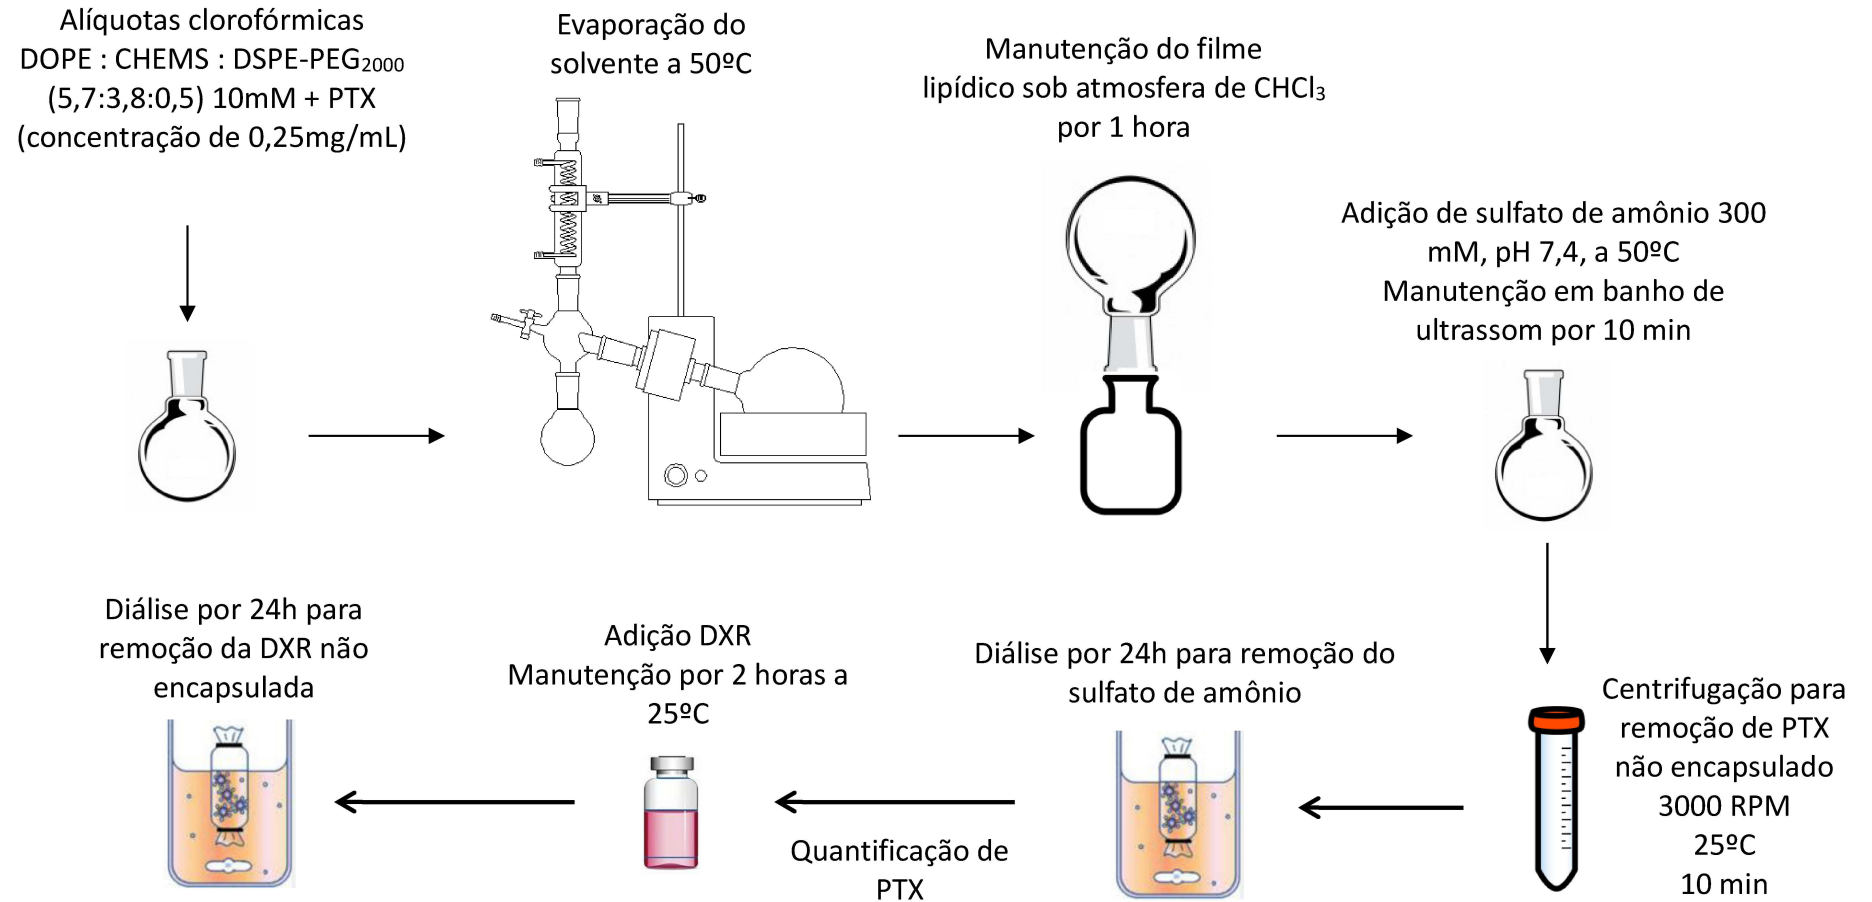 Alíquotas clorofórmicas
DOPE : CHEMS : DSPE-PEG₂₀₀₀
(5,7:3,8:0,5) 10mM + PTX
(concentração de 0,25mg/mL)
Evaporação do
solvente a 50ºC
Manutenção do filme
lipídico sob atmosfera de CHCl₃
por 1 hora
Adição de sulfato de amônio 300
mM, pH 7,4, a 50ºC
Manutenção em banho de
ultrassom por 10 min
Centrifugação para
remoção de PTX
não encapsulado
3000 RPM
25ºC
10 min
Diálise por 24h para remoção do
sulfato de amônio
Quantificação de
PTX
Adição DXR
Manutenção por 2 horas a
25ºC
Diálise por 24h para
remoção da DXR não
encapsulada